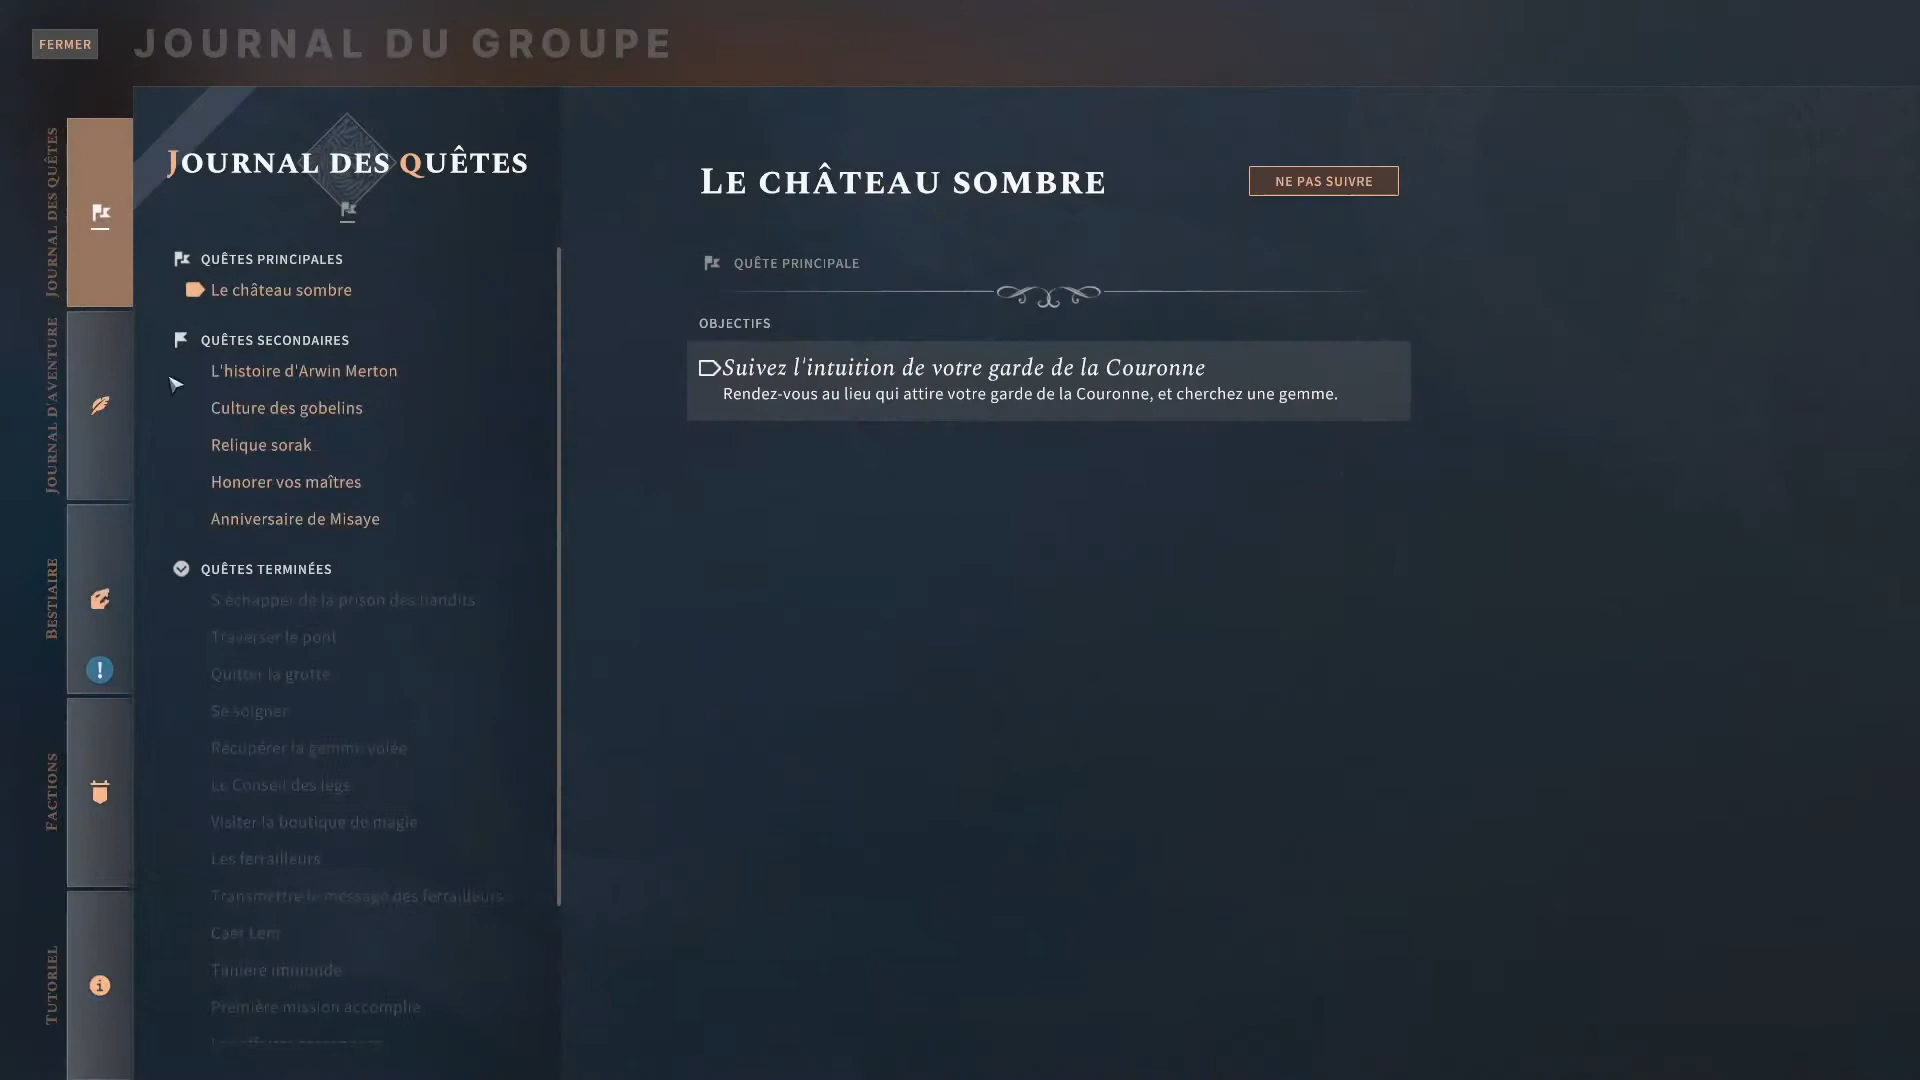 FERMER
JOURNAL DU GROUPE
JOURNAL DES QUÊTES
JOURNAL D'AVENTURE
BESTIAIRE
FACTIONS
TUTORIEL
JOURNAL DES QUÊTES
QUÊTES PRINCIPALES
Le château sombre
QUÊTES SECONDAIRES
L'histoire d'Arwin Merton
Culture des gobelins
Relique sorak
Honorer vos maîtres
Anniversaire de Misaye
QUÊTES TERMINÉES
S'échapper de la prison des bandits
Traverser le pont
Quitter la grotte
Se soigner
Récupérer la gemme volée
Le Conseil des legs
Visiter la boutique de magie
Les ferrailleurs
Transmettre le message des ferrailleurs
Caer Lem
Tanière immonde
Première mission accomplie
LE CHÂTEAU SOMBRE
NE PAS SUIVRE
QUÊTE PRINCIPALE
OBJECTIFS
Suivez l'intuition de votre garde de la Couronne
Rendez-vous au lieu qui attire votre garde de la Couronne, et cherchez une gemme.